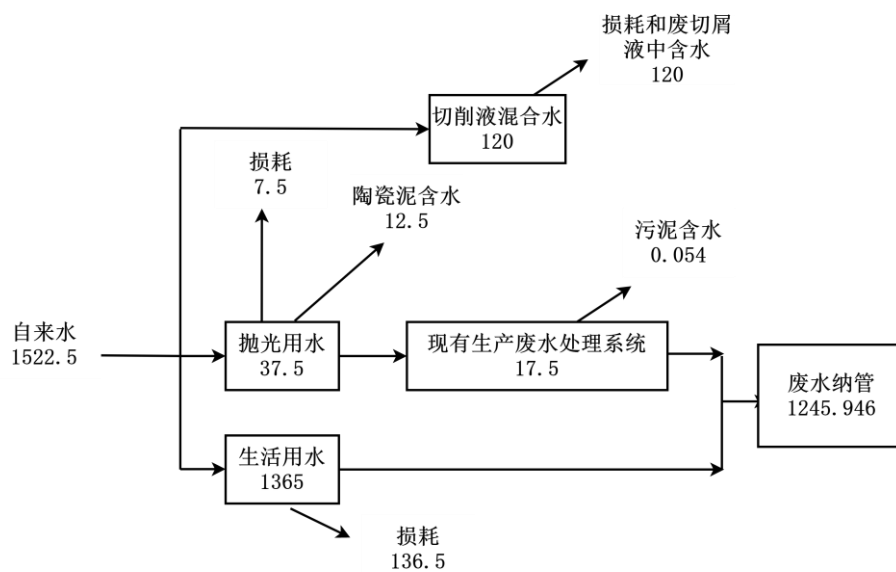 损耗和废切屑
液中含水
120
切削液混合水
120
损耗
7.5
陶瓷泥含水
12.5
污泥含水
0.054
自来水
1522.5
抛光用水
37.5
现有生产废水处理系统
17.5
废水纳管
1245.946
生活用水
1365
损耗
136.5